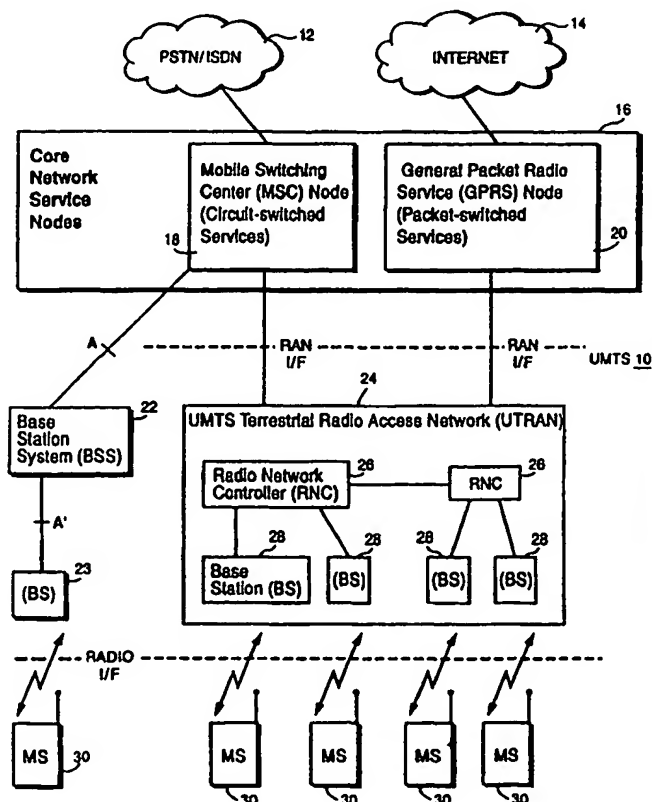 12
PSTN/ISDN
14
INTERNET
16
Core
Network
Service
Nodes
Mobile Switching
Center (MSC) Node
(Circuit-switched
Services)
18
General Packet Radio
Service (GPRS) Node
(Packet-switched
Services)
20
A
RAN
I/F
RAN
I/F
UMTS 10
22
Base
Station
System (BSS)
24
UMTS Terrestrial Radio Access Network (UTRAN)
26
Radio Network
Controller (RNC)
26
RNC
A'
23
(BS)
28
Base
Station (BS)
28
(BS)
28
(BS)
28
(BS)
RADIO
I/F
MS
30
MS
30
MS
30
MS
30
MS
30